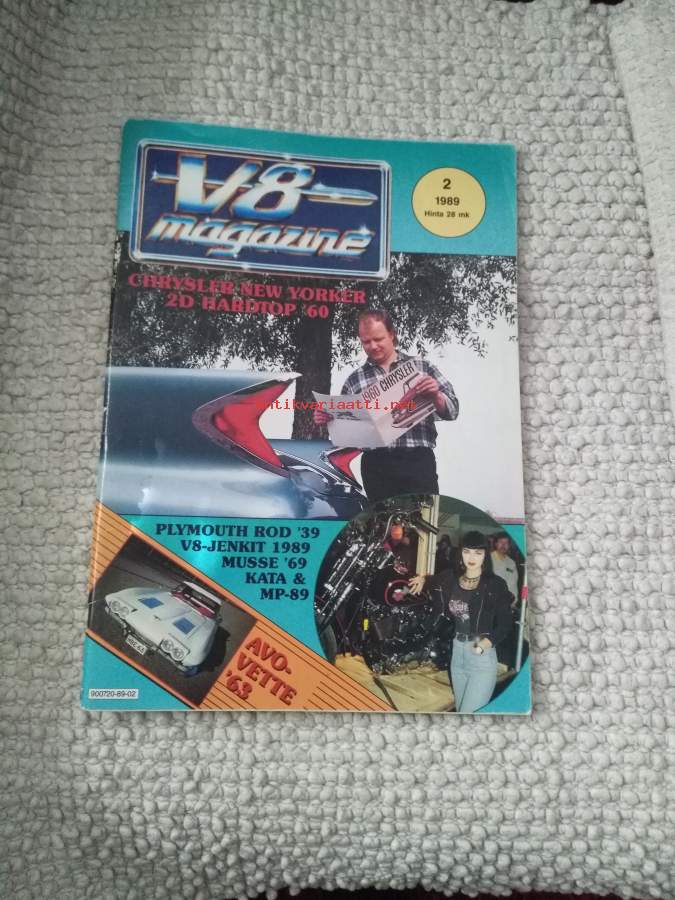 V8
magazine
2
1989
Hinta 28 mk
CHRYSLER NEW YORKER
2D HARDTOP '60
1960 CHRYSLER
antikvariaatti.net
PLYMOUTH ROD '39
V8-JENKIT 1989
MUSSE '69
KATA &
MP-89
AVO-
VETTE
'63
900720-89-02